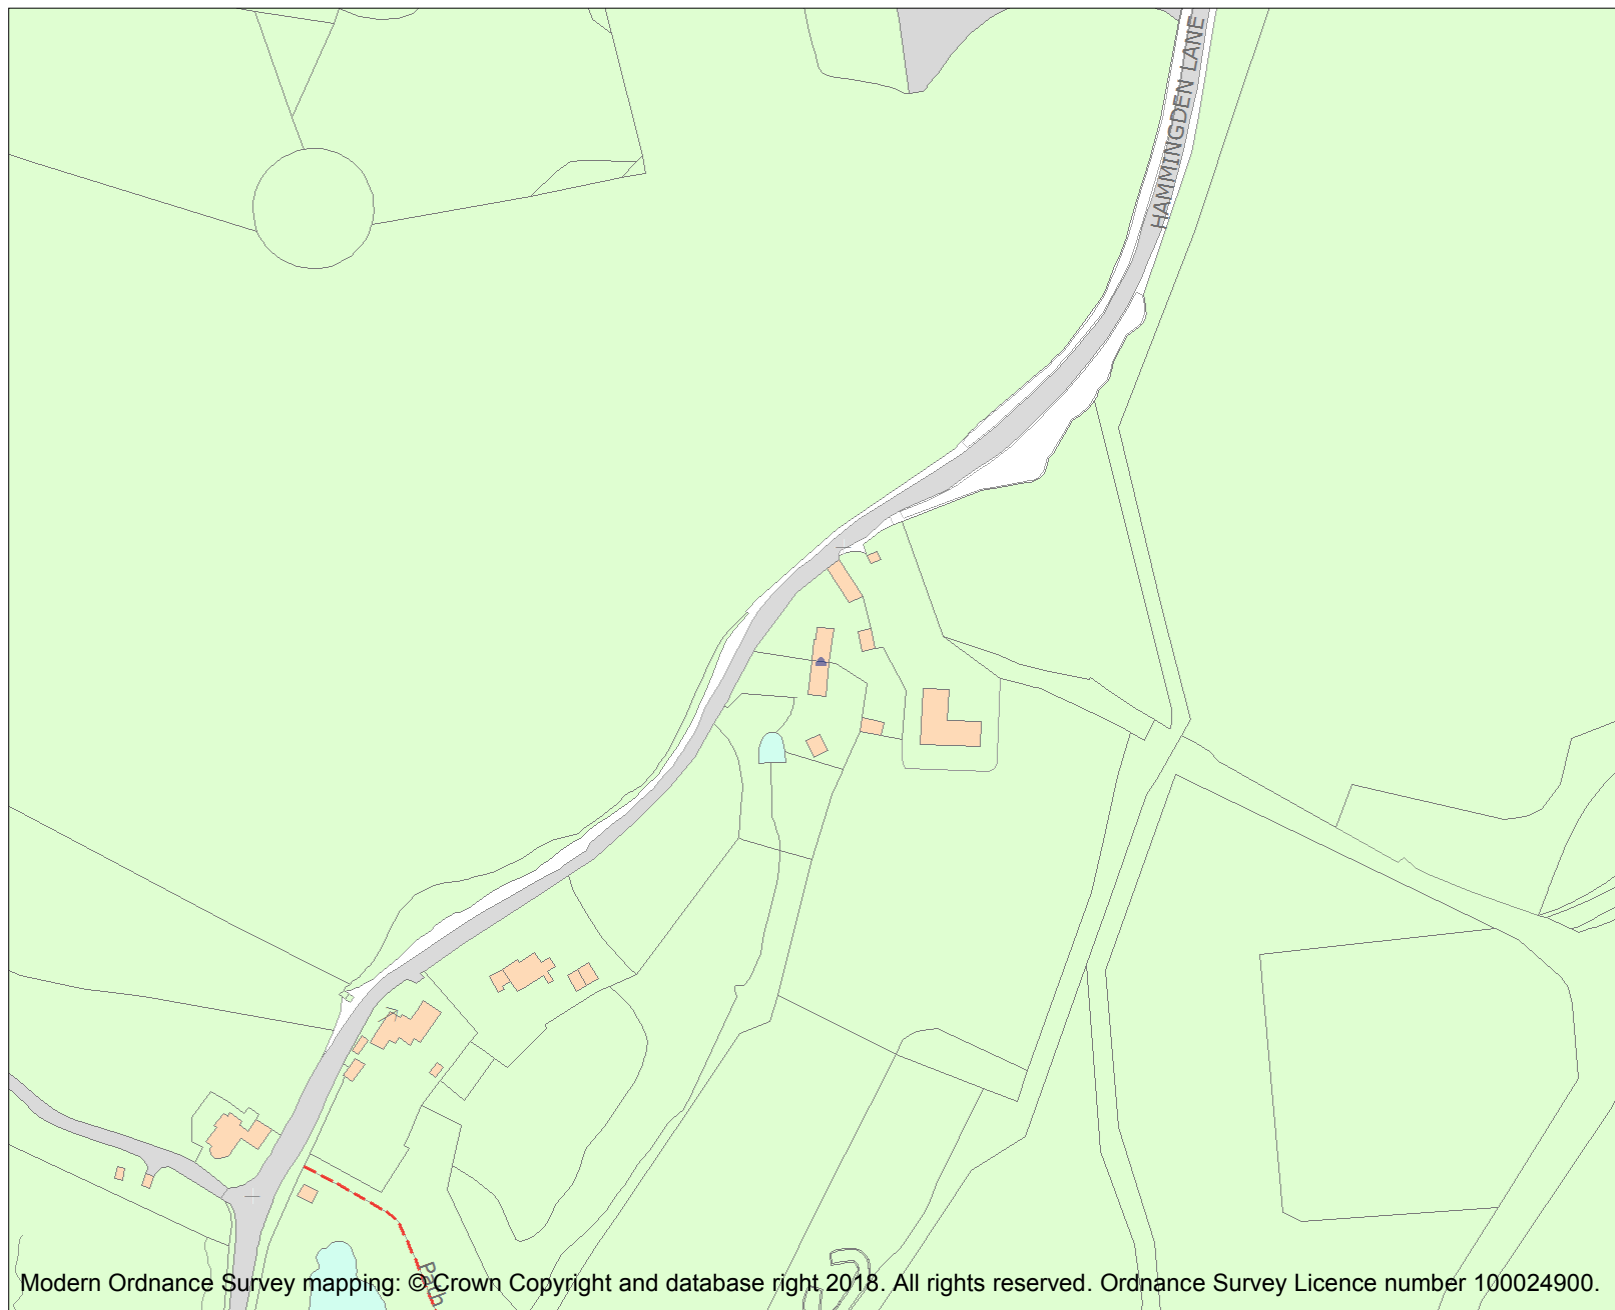 HAMMINGDEN LANE
Path
Modern Ordnance Survey mapping: © Crown Copyright and database right 2018. All rights reserved. Ordnance Survey Licence number 100024900.